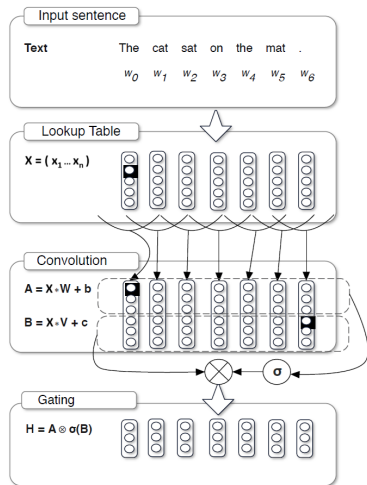 Input sentence
Text The cat sat on the mat .
w0 w1 w2 w3 w4 w5 w6
Lookup Table
X = ( x1 ... xn )
Convolution
A = X∗W + b
B = X∗V + c
σ
Gating
H = A ⊗ σ(B)